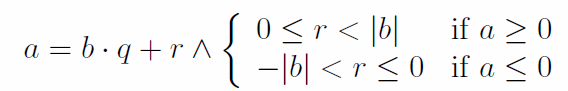 a = b · q + r ∧ { 0 ≤ r < |b| if a ≥ 0
−|b| < r ≤ 0 if a ≤ 0